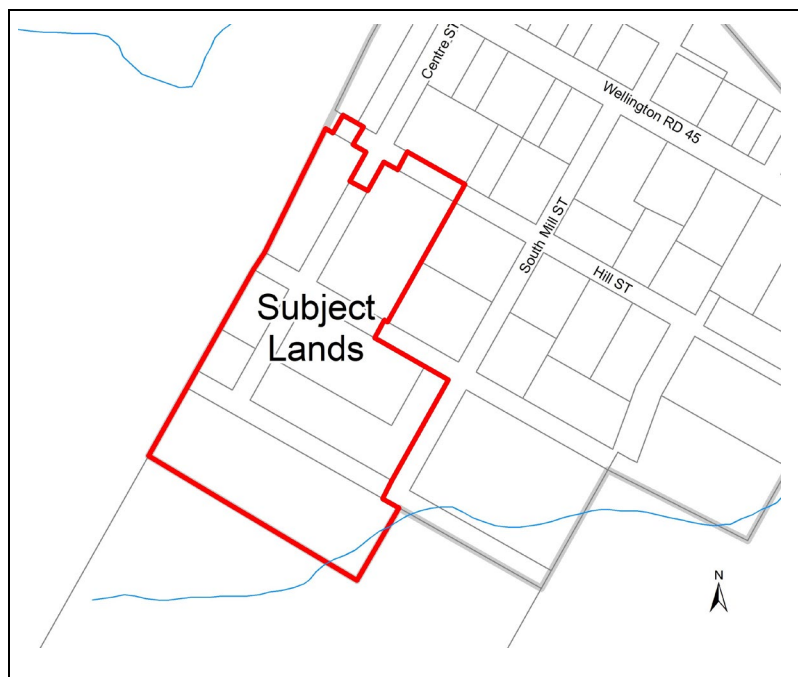 Centre ST
Wellington RD 45
South Mill ST
Hill ST
Subject
Lands
N